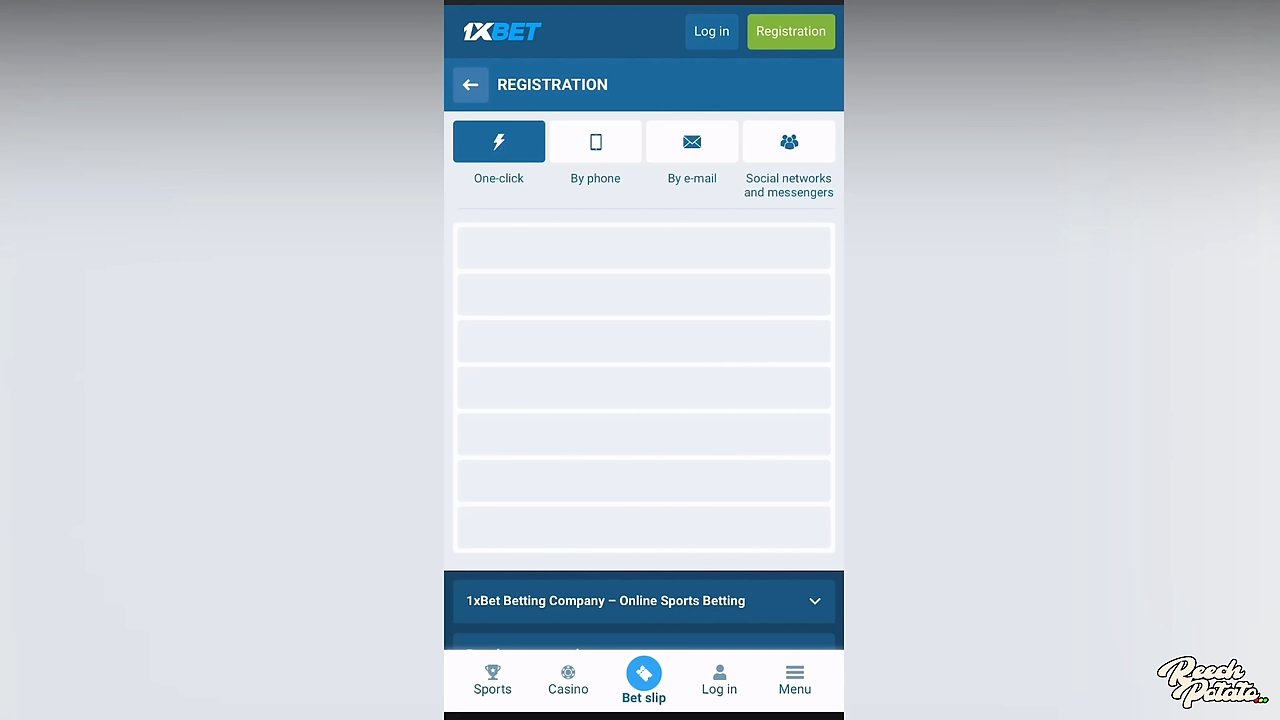 1XBET
Log in
Registration
REGISTRATION
One-click
By phone
By e-mail
Social networks
and messengers
1xBet Betting Company – Online Sports Betting
Sports
Casino
Bet slip
Log in
Menu